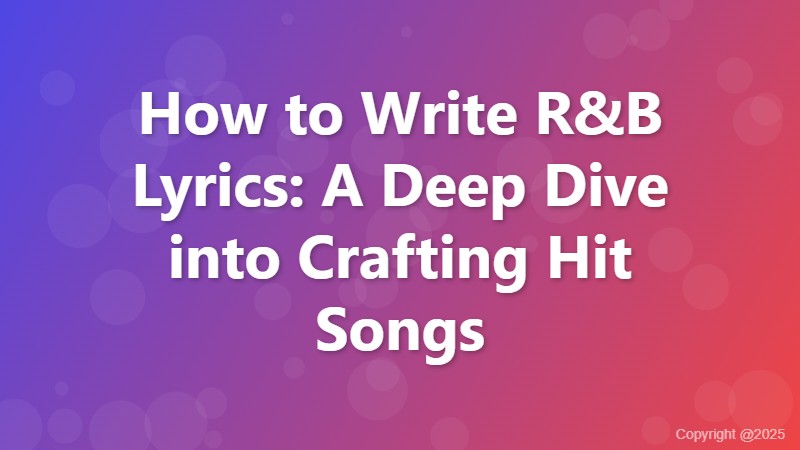 How to Write R&B
Lyrics: A Deep Dive
into Crafting Hit
Songs
Copyright @2025